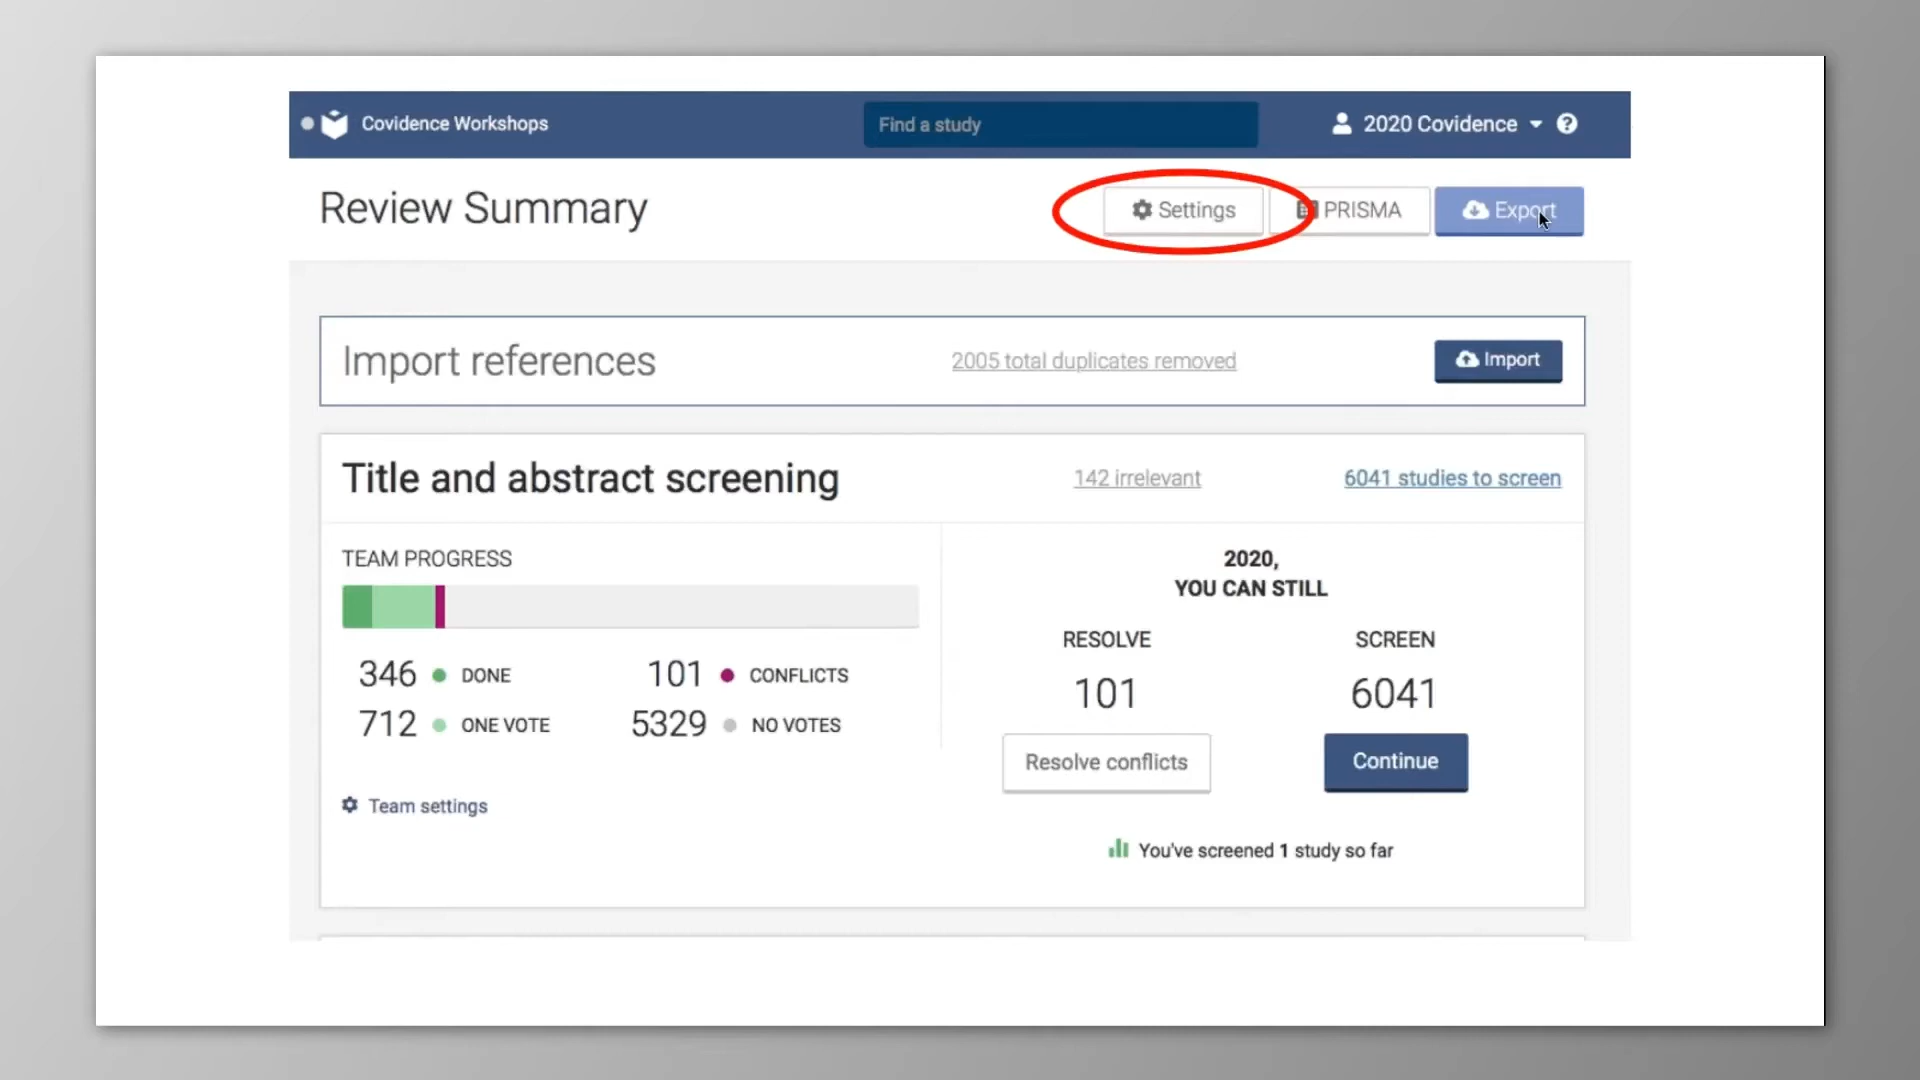 Covidence Workshops
Find a study
2020 Covidence
Review Summary
Settings
PRISMA
Export
Import references
2005 total duplicates removed
Import
Title and abstract screening
142 irrelevant
6041 studies to screen
TEAM PROGRESS
346 DONE
101 CONFLICTS
712 ONE VOTE
5329 NO VOTES
Team settings
2020,
YOU CAN STILL
RESOLVE
SCREEN
101
6041
Resolve conflicts
Continue
You've screened 1 study so far